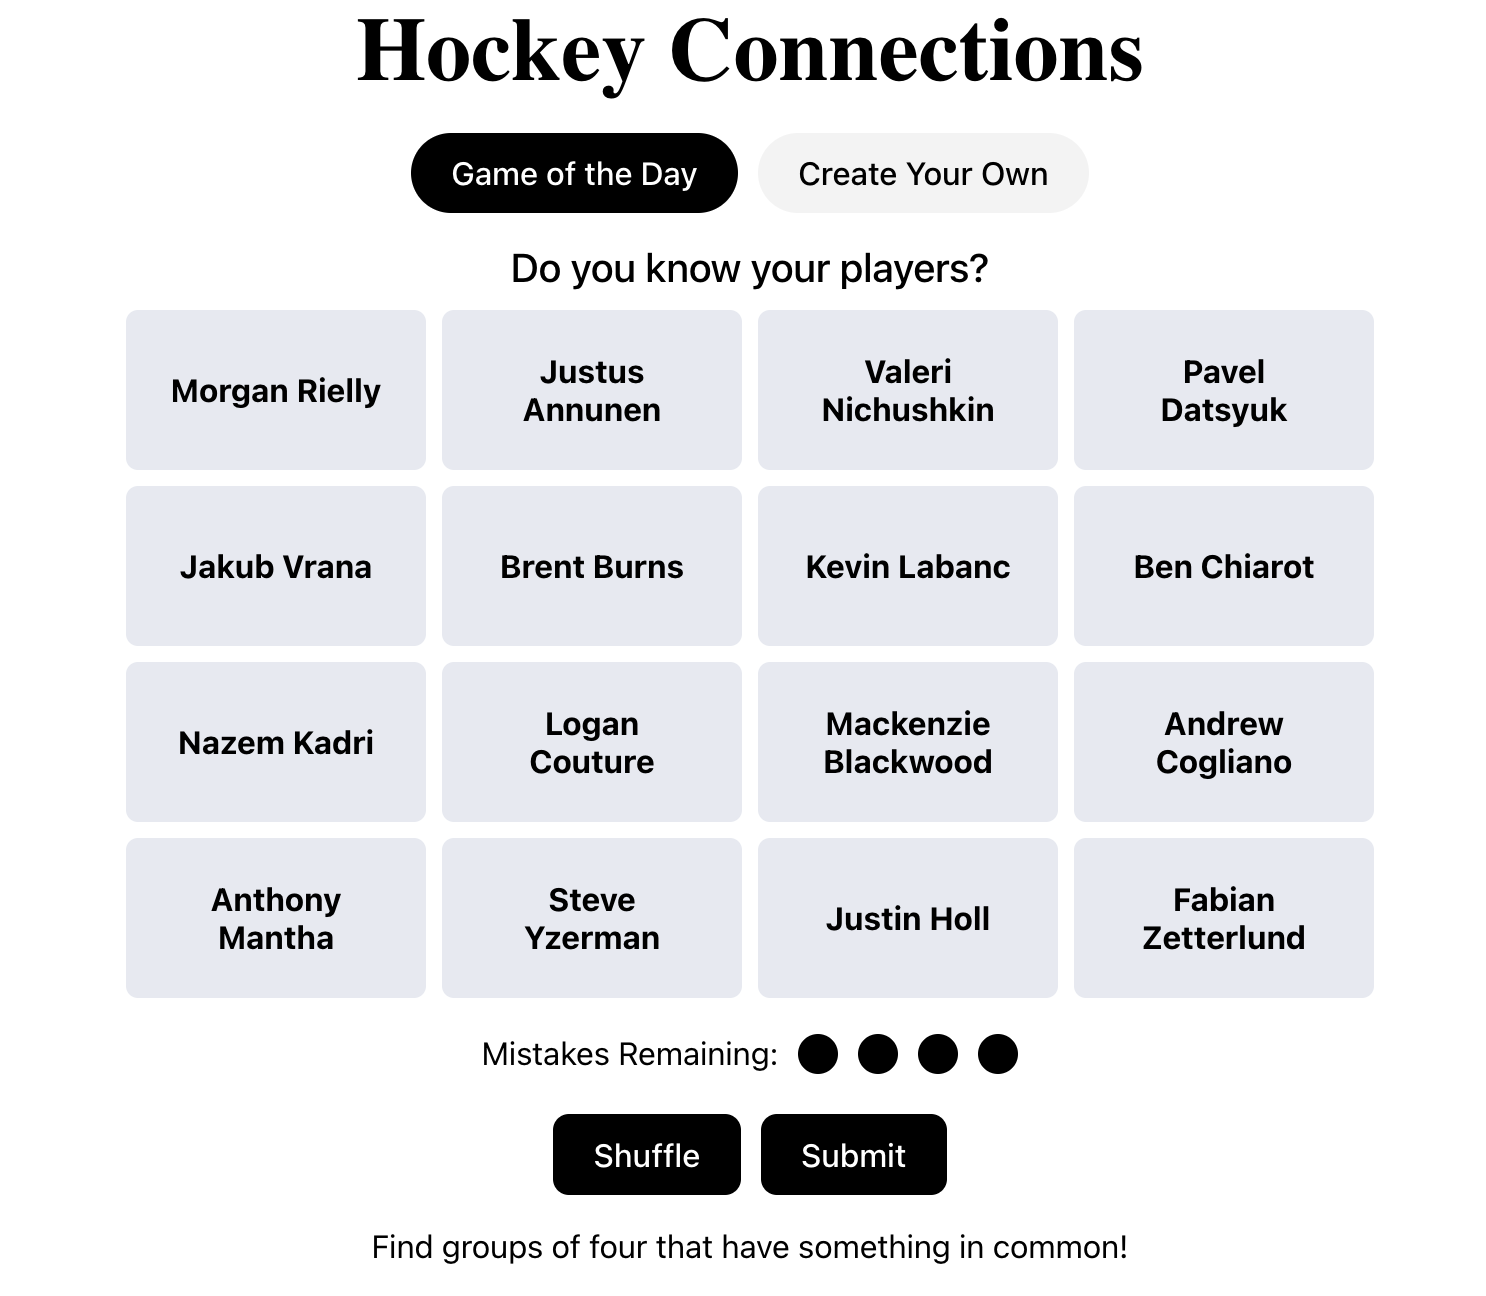 Hockey Connections
Game of the Day
Create Your Own
Do you know your players?
Morgan Rielly
Justus
Annunen
Valeri
Nichushkin
Pavel
Datsyuk
Jakub Vrana
Brent Burns
Kevin Labanc
Ben Chiarot
Nazem Kadri
Logan
Couture
Mackenzie
Blackwood
Andrew
Cogliano
Anthony
Mantha
Steve
Yzerman
Justin Holl
Fabian
Zetterlund
Mistakes Remaining:
Shuffle
Submit
Find groups of four that have something in common!